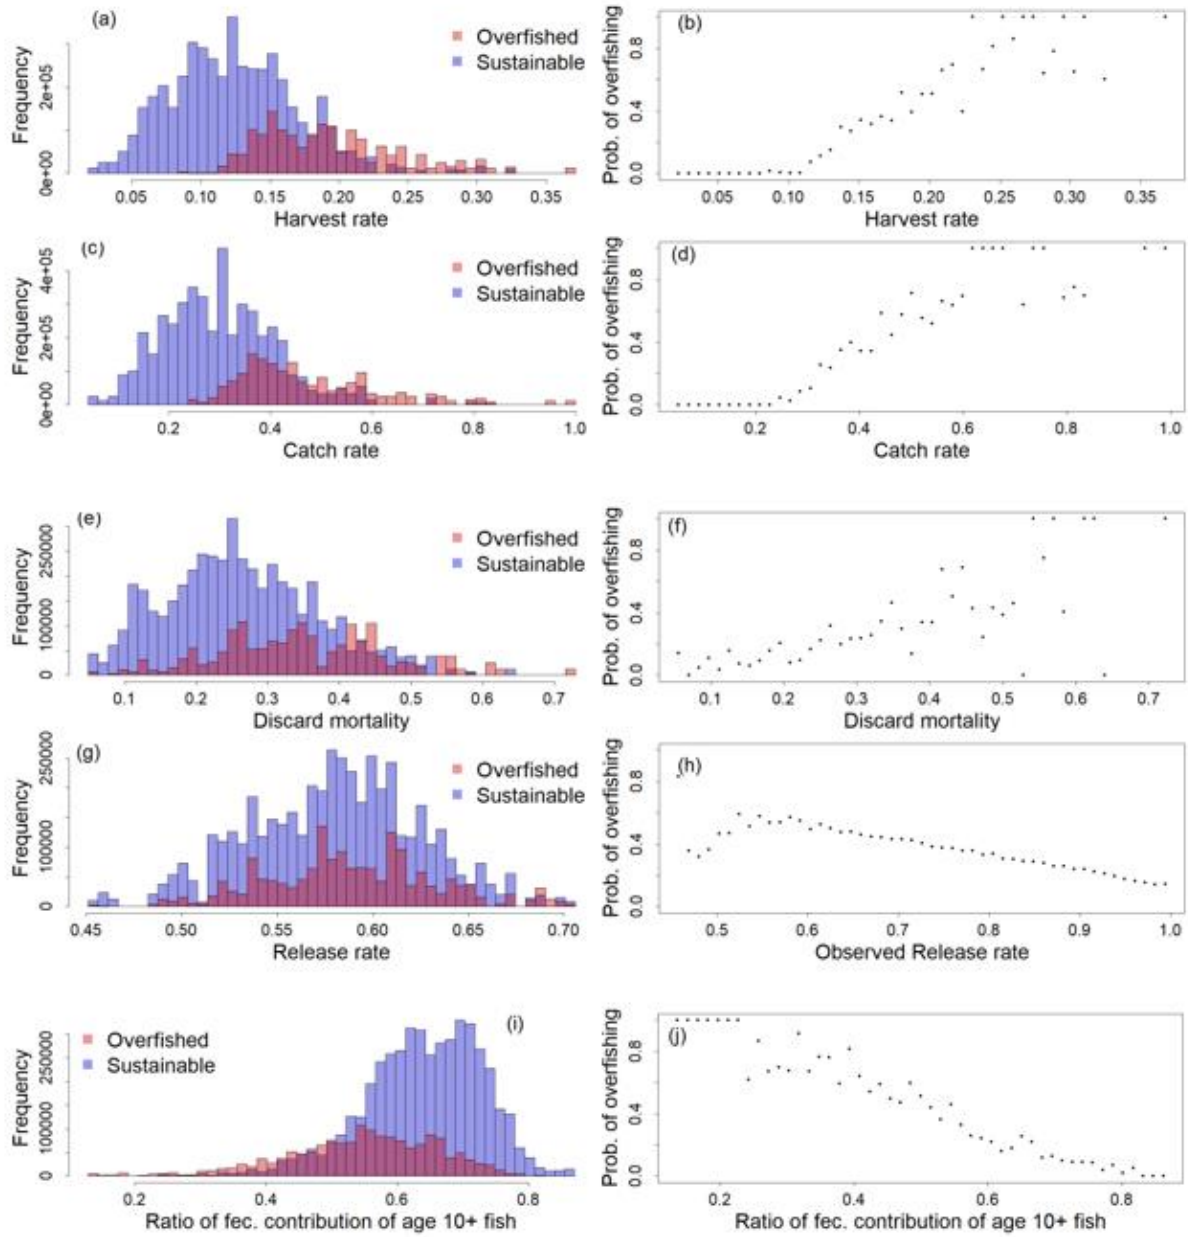 (a)
Overfished
Sustainable
Frequency
0e+00 2e+05
0.05 0.10 0.15 0.20 0.25 0.30 0.35
Harvest rate
(b)
Prob. of overfishing
0.0 0.4 0.8
0.05 0.10 0.15 0.20 0.25 0.30 0.35
Harvest rate
(c)
Overfished
Sustainable
Frequency
0e+00 2e+05 4e+05
0.2 0.4 0.6 0.8 1.0
Catch rate
(d)
Prob. of overfishing
0.0 0.4 0.8
0.2 0.4 0.6 0.8 1.0
Catch rate
(e)
Overfished
Sustainable
Frequency
0 100000 250000
0.1 0.2 0.3 0.4 0.5 0.6 0.7
Discard mortality
(f)
Prob. of overfishing
0.0 0.4 0.8
0.1 0.2 0.3 0.4 0.5 0.6 0.7
Discard mortality
(g)
Overfished
Sustainable
Frequency
0 100000 250000
0.45 0.50 0.55 0.60 0.65 0.70
Release rate
(h)
Prob. of overfishing
0.0 0.4 0.8
0.5 0.6 0.7 0.8 0.9 1.0
Observed Release rate
(i)
Overfished
Sustainable
Frequency
0 100000 250000
0.2 0.4 0.6 0.8
Ratio of fec. contribution of age 10+ fish
(j)
Prob. of overfishing
0.0 0.4 0.8
0.2 0.4 0.6 0.8
Ratio of fec. contribution of age 10+ fish